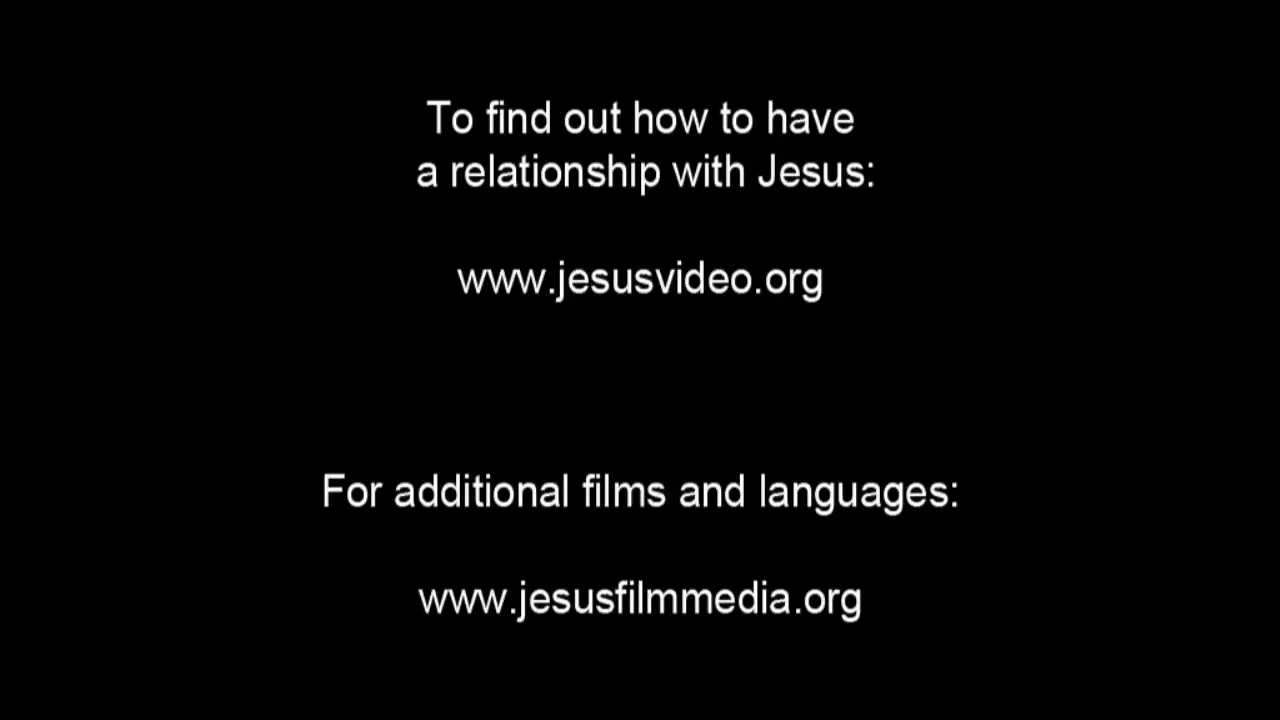 To find out how to have
a relationship with Jesus:
www.jesusvideo.org
For additional films and languages:
www.jesusfilmmedia.org